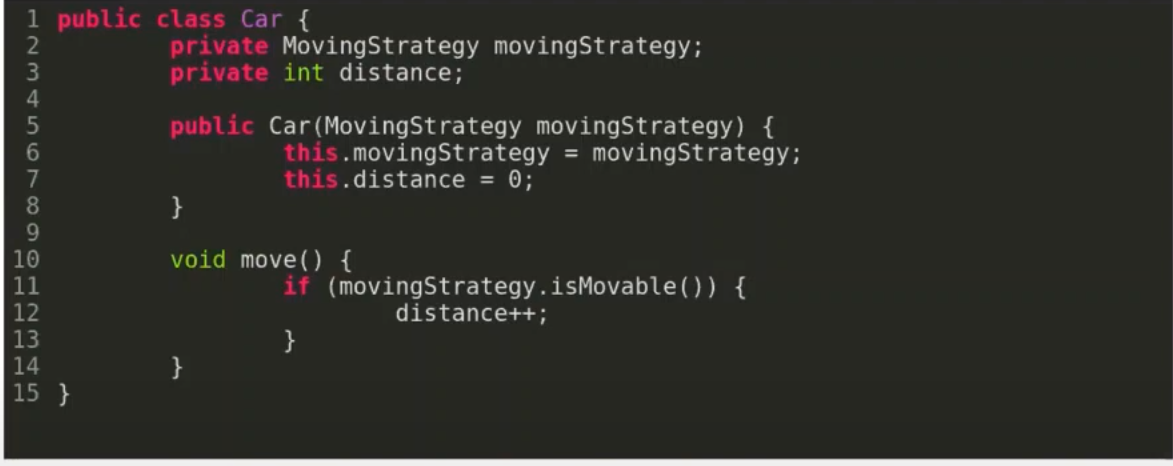 1 public class Car {
2 private MovingStrategy movingStrategy;
3 private int distance;
4
5 public Car(MovingStrategy movingStrategy) {
6 this.movingStrategy = movingStrategy;
7 this.distance = 0;
8 }
9
10 void move() {
11 if (movingStrategy.isMovable()) {
12 distance++;
13 }
14 }
15 }